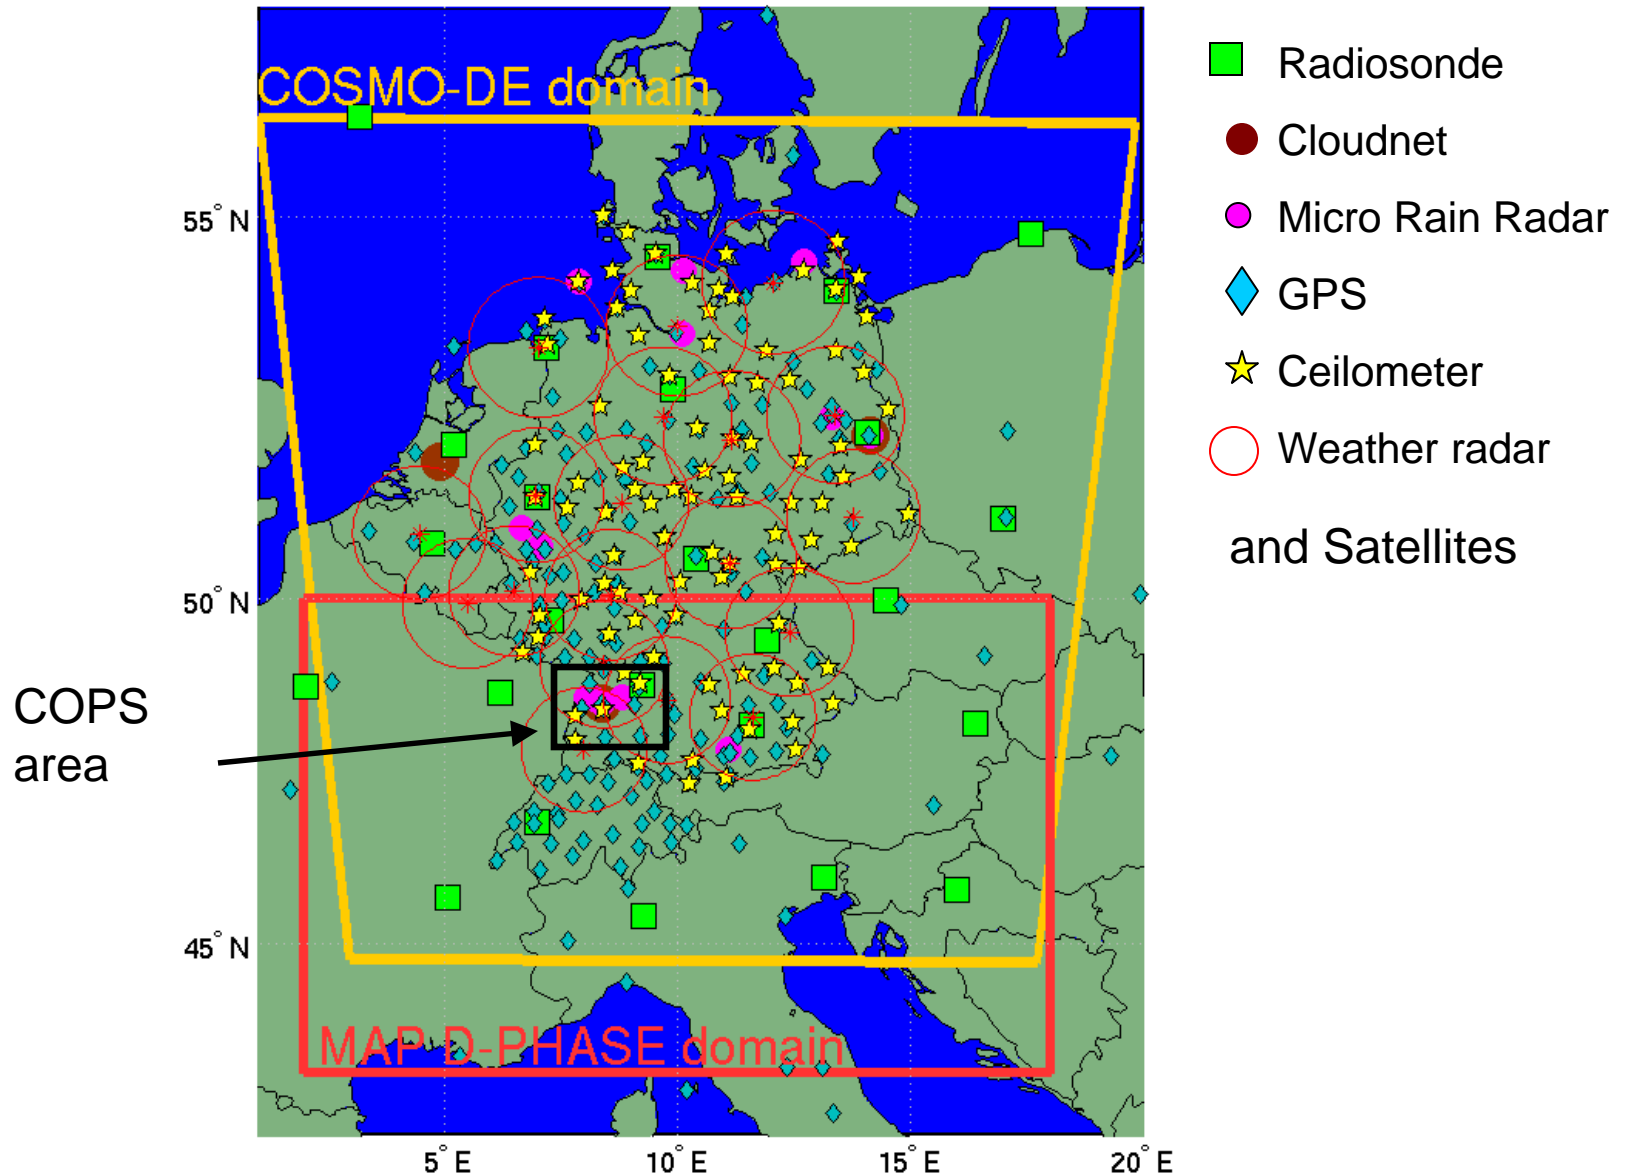 COSMO-DE domain
55° N
50° N
45° N
MAP D-PHASE domain
5° E
10° E
15° E
20° E
COPS
area
Radiosonde
Cloudnet
Micro Rain Radar
GPS
Ceilometer
Weather radar
and Satellites